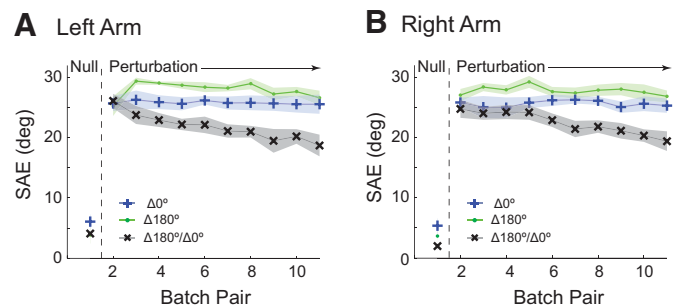 A Left Arm
Null Perturbation
30
20
10
0
SAE (deg)
Δ0º
Δ180º
Δ180º/Δ0º
2 4 6 8 10
Batch Pair
B Right Arm
Null Perturbation
30
20
10
0
SAE (deg)
Δ0º
Δ180º
Δ180º/Δ0º
2 4 6 8 10
Batch Pair